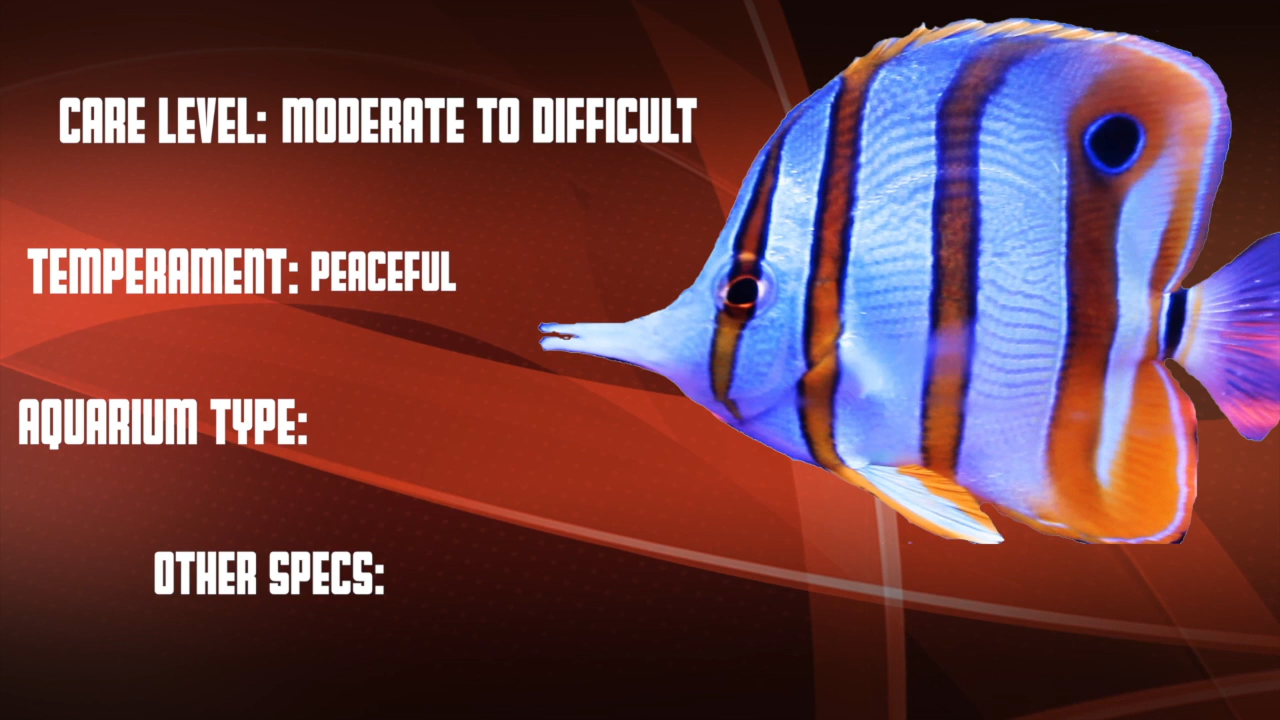 CARE LEVEL: MODERATE TO DIFFICULT
TEMPERAMENT: PEACEFUL
AQUARIUM TYPE:
OTHER SPECS: